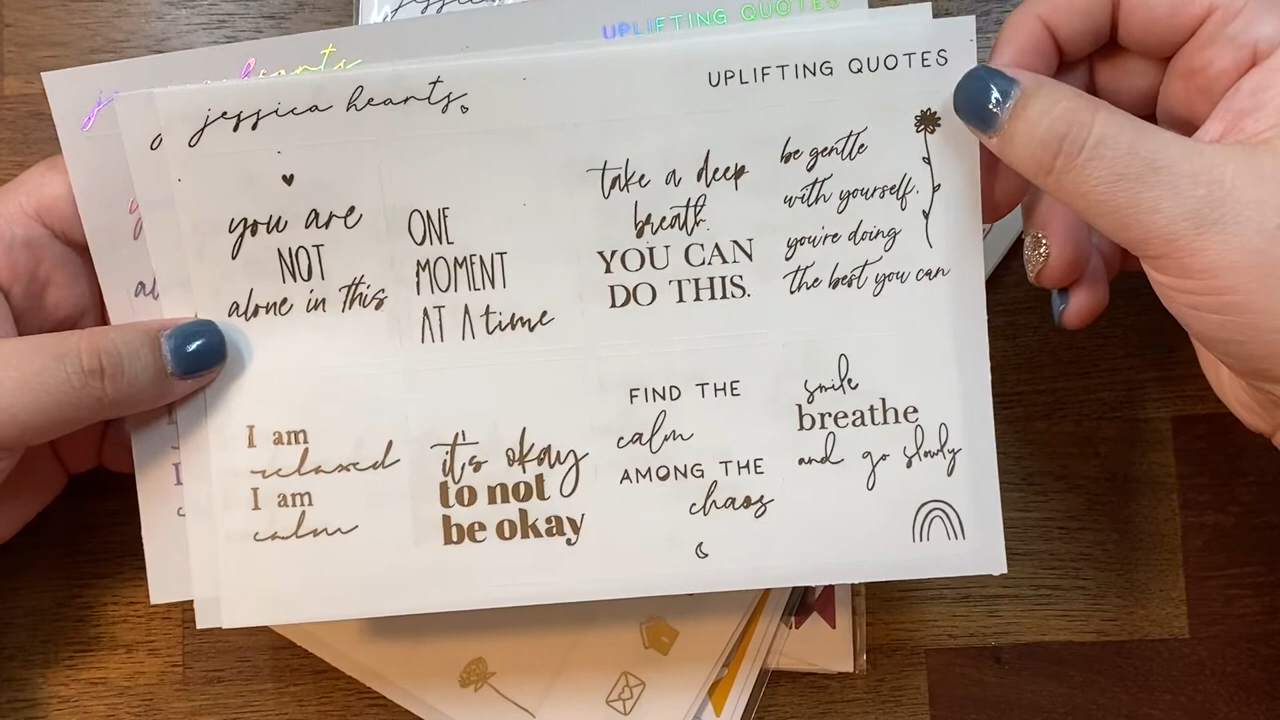 UPLIFTING QUOTES
jessica hearts
UPLIFTING QUOTES
you are
NOT
alone in this
ONE
MOMENT
AT A time
take a deep
breath.
YOU CAN
DO THIS.
be gentle
with yourself.
you're doing
the best you can
I am
relaxed
I am
calm
it's okay
to not
be okay
FIND THE
calm
AMONG THE
chaos
smile
breathe
and go slowly